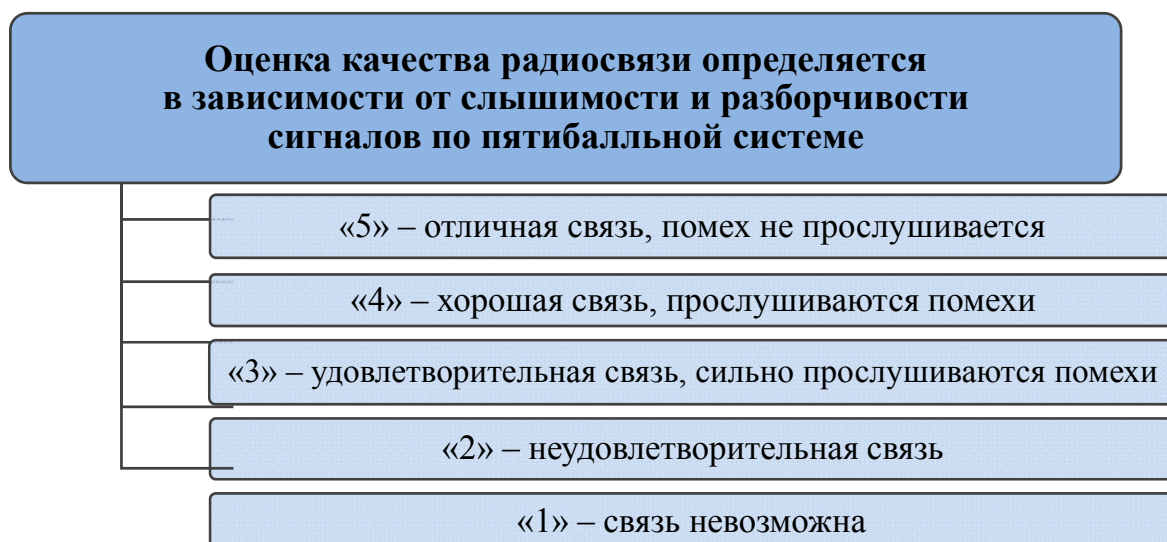 Оценка качества радиосвязи определяется
в зависимости от слышимости и разборчивости
сигналов по пятибалльной системе
«5» – отличная связь, помех не прослушивается
«4» – хорошая связь, прослушиваются помехи
«3» – удовлетворительная связь, сильно прослушиваются помехи
«2» – неудовлетворительная связь
«1» – связь невозможна